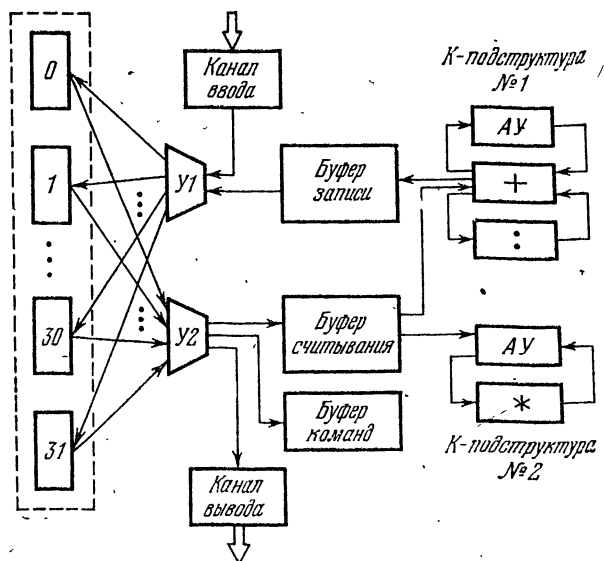 0
1
30
31
Канал
ввода
У1
Буфер
записи
К-подструктура
№1
АУ
+
:
У2
Буфер
считывания
Буфер
команд
АУ
*
К-подструктура
№2
Канал
вывода